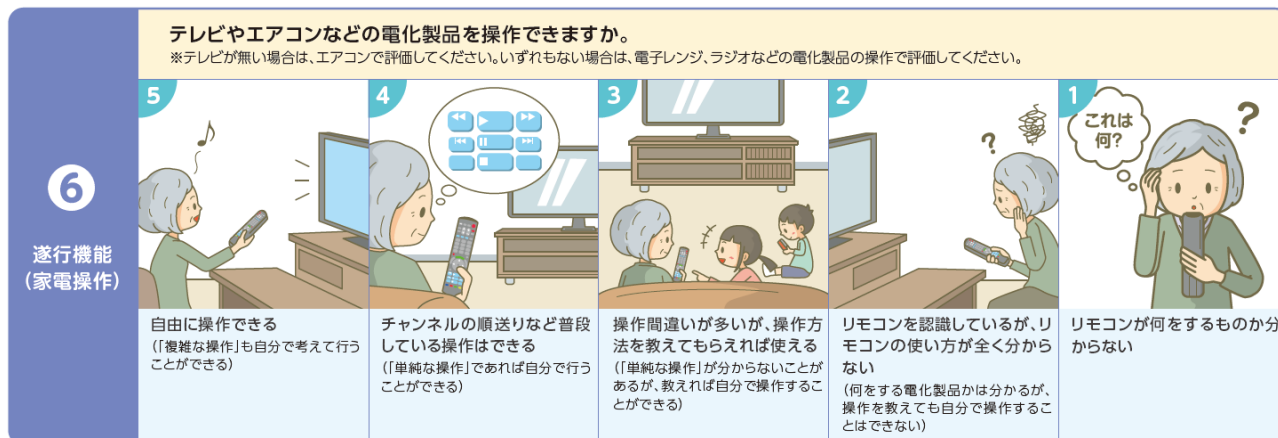 テレビやエアコンなどの電化製品を操作できますか。
※テレビが無い場合は、エアコンで評価してください。いずれもない場合は、電子レンジ、ラジオなどの電化製品の操作で評価してください。
6
遂行機能
(家電操作)
5
自由に操作できる
(「複雑な操作」も自分で考えて行う
ことができる)
4
チャンネルの順送りなど普段
している操作はできる
(「単純な操作」であれば自分で行う
ことができる)
3
操作間違いが多いが、操作方
法を教えてもらえれば使える
(「単純な操作」が分からないことが
あるが、教えれば自分で操作するこ
とができる)
2
?
リモコンを認識しているが、リ
モコンの使い方が全く分から
ない
(何をする電化製品かは分かるが、
操作を教えても自分で操作するこ
とはできない)
1
これは
何?
?
リモコンが何をするものか分
からない